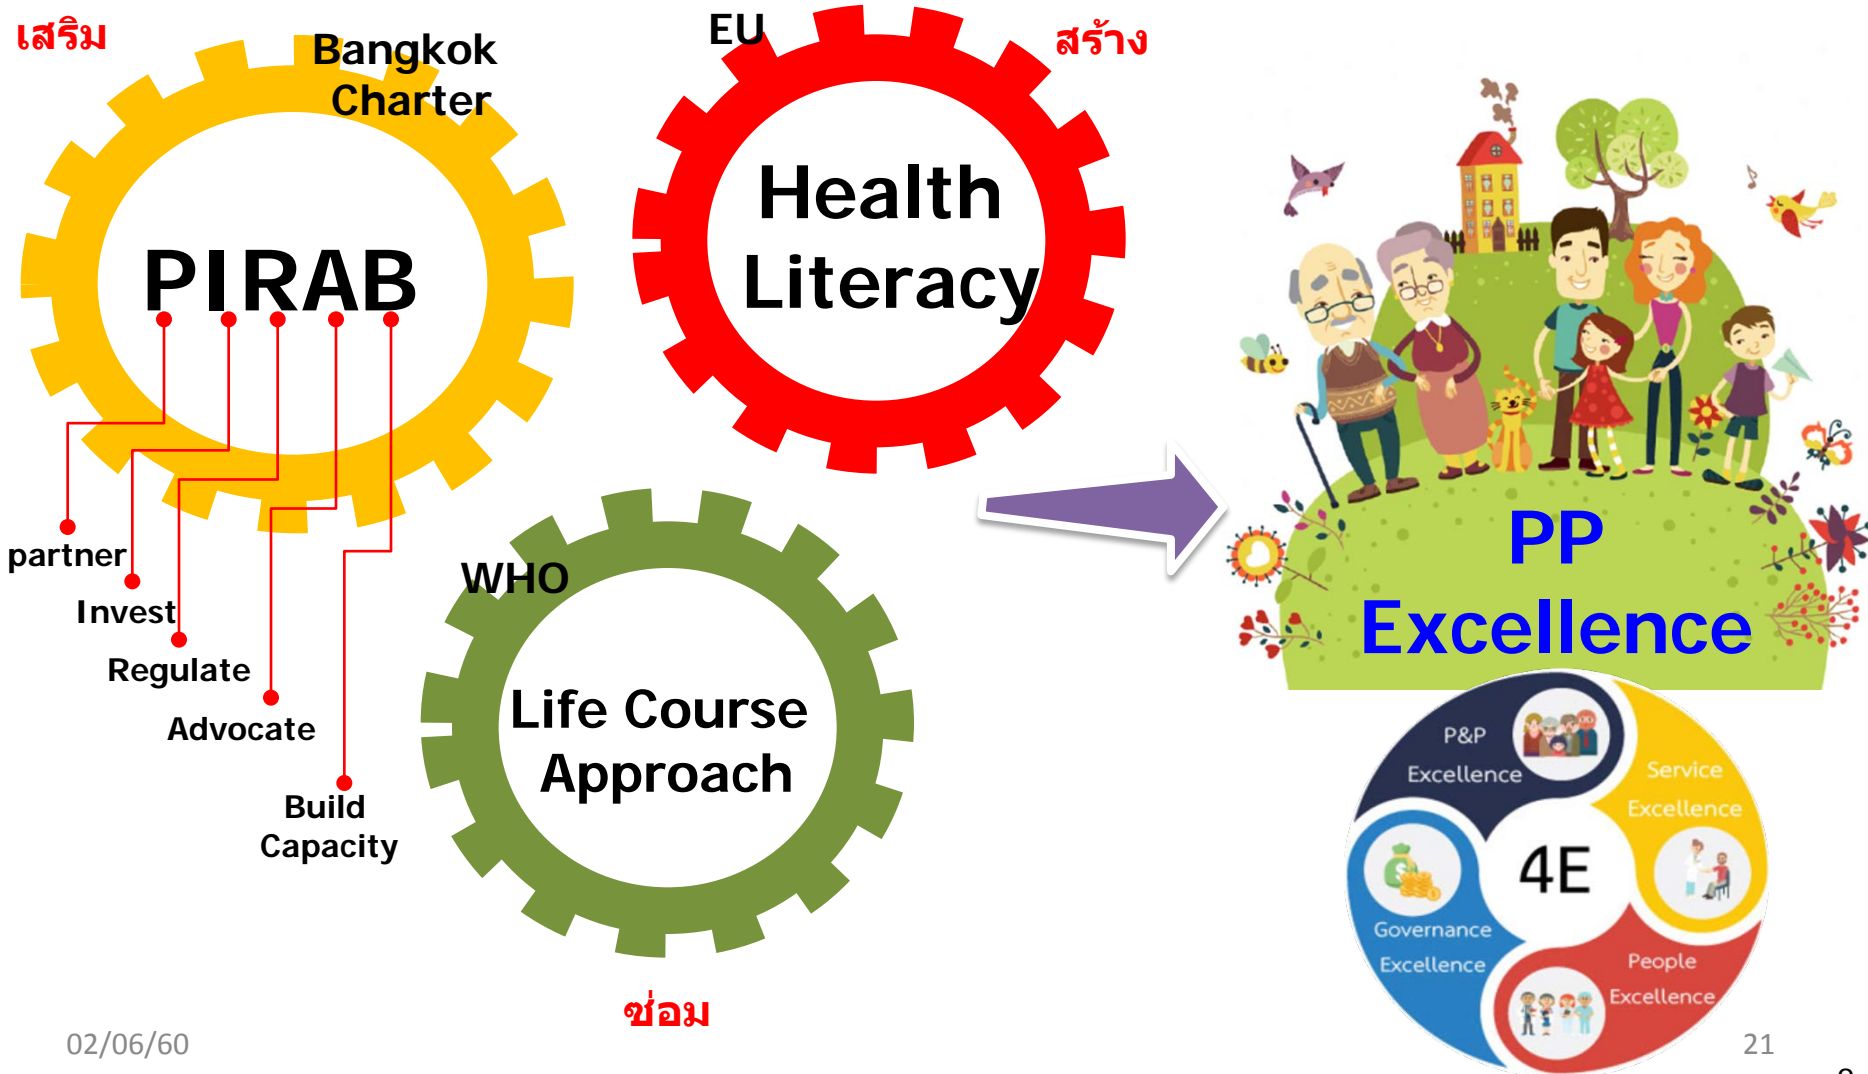 เสริม
Bangkok
Charter
PIRAB
partner
Invest
Regulate
Advocate
Build
Capacity
EU
สร้าง
Health
Literacy
WHO
Life Course
Approach
ซ่อม
PP
Excellence
P&P
Excellence
Service
Excellence
4E
Governance
Excellence
People
Excellence
02/06/60
21